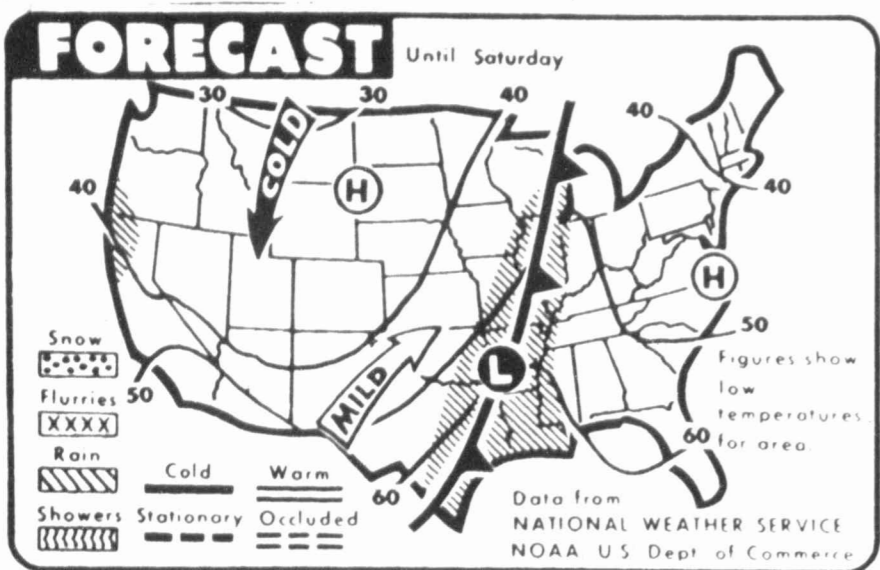 FORECAST
Until Saturday
30
30
40
40
COLD
H
40
40
H
50
L
MILD
50
60
60
Snow
Flurries
XXXX
Rain
Showers
Cold
Warm
Stationary
Occluded
Figures show
low
temperatures
for area.
Data from
NATIONAL WEATHER SERVICE
NOAA US Dept of Commerce